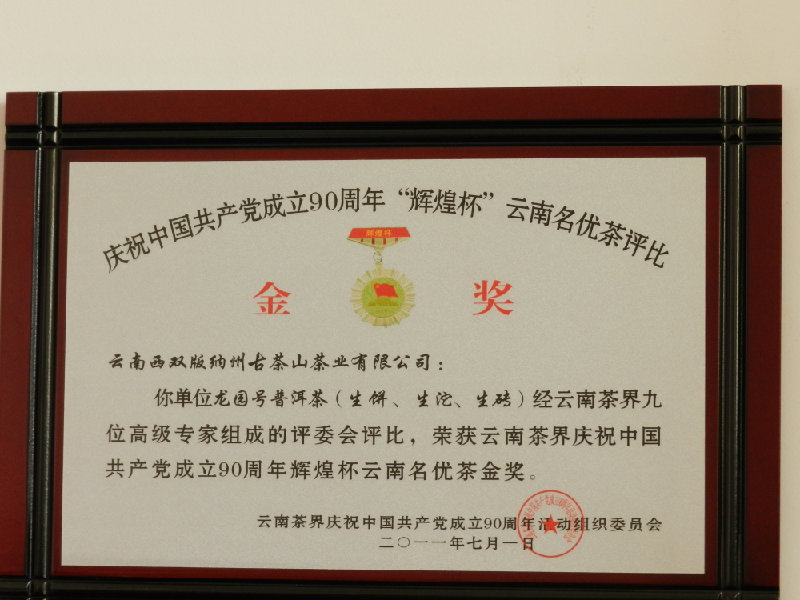 庆祝中国共产党成立90周年“辉煌杯”云南名优茶评比
辉煌杯
金 奖
云南西双版纳州古茶山茶业有限公司：
你单位龙园号普洱茶（生饼、生沱、生砖）经云南茶界九
位高级专家组成的评委会评比，荣获云南茶界庆祝中国
共产党成立90周年辉煌杯云南名优茶金奖。
云南茶界庆祝中国共产党成立90周年活动组织委员会
二〇一一年七月一日